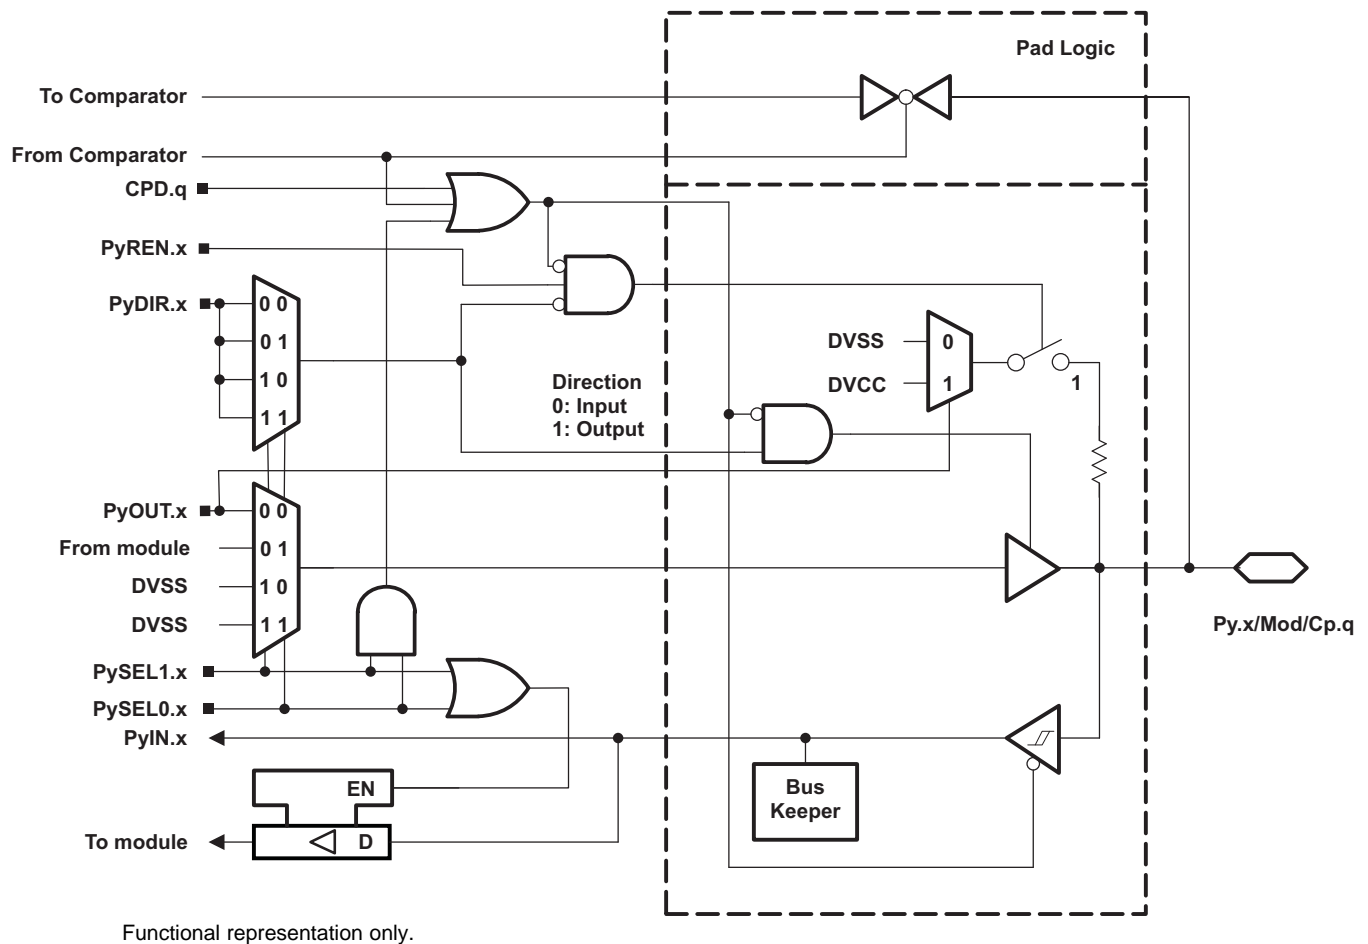 Pad Logic
To Comparator
From Comparator
CPD.q
PyREN.x
PyDIR.x
0 0
0 1
1 0
1 1
Direction
0: Input
1: Output
DVSS
0
DVCC
1
1
PyOUT.x
0 0
From module
0 1
DVSS
1 0
DVSS
1 1
Py.x/Mod/Cp.q
PySEL1.x
PySEL0.x
PyIN.x
EN
Bus
Keeper
To module
D
Functional representation only.